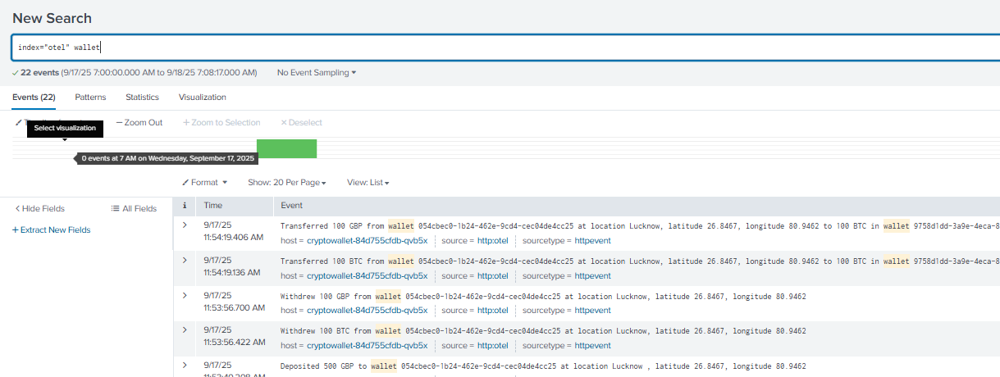 New Search
index="otel" wallet
✓ 22 events (9/17/25 7:00:00.000 AM to 9/18/25 7:08:17.000 AM) No Event Sampling
Events (22) Patterns Statistics Visualization
— Zoom Out + Zoom to Selection × Deselect
Select visualization
0 events at 7 AM on Wednesday, September 17, 2025
Format Show: 20 Per Page View: List
< Hide Fields All Fields i Time Event
+ Extract New Fields
9/17/25
11:54:19.406 AM
Transferred 100 GBP from wallet 054cbec0-1b24-462e-9cd4-cec04de4cc25 at location Lucknow, latitude 26.8467, longitude 80.9462 to 100 BTC in wallet 9758d1dd-3a9e-4eca-8
host = cryptowallet-84d755cfdb-qvb5x source = http:otel sourcetype = httpevent
9/17/25
11:54:19.136 AM
Transferred 100 BTC from wallet 054cbec0-1b24-462e-9cd4-cec04de4cc25 at location Lucknow, latitude 26.8467, longitude 80.9462 to 100 BTC in wallet 9758d1dd-3a9e-4eca-8
host = cryptowallet-84d755cfdb-qvb5x source = http:otel sourcetype = httpevent
9/17/25
11:53:56.700 AM
Withdrew 100 GBP from wallet 054cbec0-1b24-462e-9cd4-cec04de4cc25 at location Lucknow, latitude 26.8467, longitude 80.9462
host = cryptowallet-84d755cfdb-qvb5x source = http:otel sourcetype = httpevent
9/17/25
11:53:56.422 AM
Withdrew 100 BTC from wallet 054cbec0-1b24-462e-9cd4-cec04de4cc25 at location Lucknow, latitude 26.8467, longitude 80.9462
host = cryptowallet-84d755cfdb-qvb5x source = http:otel sourcetype = httpevent
9/17/25
Deposited 500 GBP to wallet 054cbec0-1b24-462e-9cd4-cec04de4cc25 at location Lucknow , latitude 26.8467, longitude 80.9462